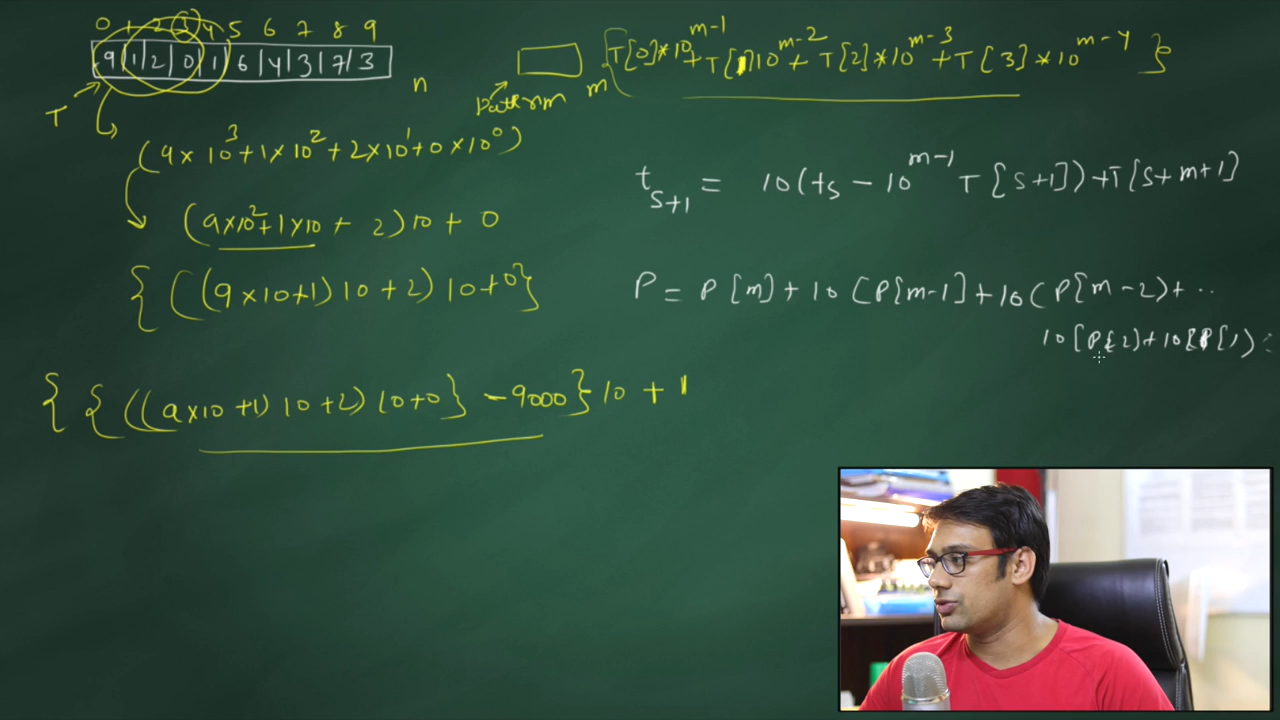 0 1 2 3 4 5 6 7 8 9
9 1 2 0 1 6 4 3 7 3
T
n
Pattern m
{T[0]*10^{m-1}+T[1]10^{m-2}+T[2]*10^{m-3}+T[3]*10^{m-4}}
(9×10^3+1×10^2+2×10^1+0×10^0)
(9×10^2+1×10+2)10+0
{((9×10+1)10+2)10+0}
{{((9×10+1)10+2)10+0}-9000}10+1
t_{s+1} = 10(ts-10^{m-1} T[s+1])+T[s+m+1]
P = P[m]+10(P[m-1]+10(P[m-2)+..
10[P[2)+10[P[1)